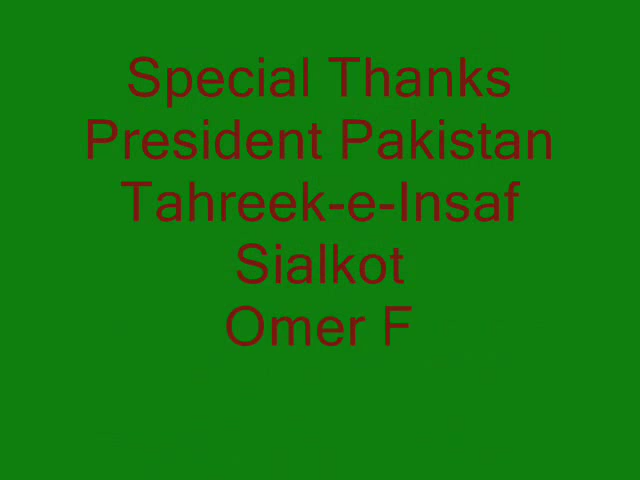 Special Thanks
President Pakistan
Tahreek-e-Insaf
Sialkot
Omer F